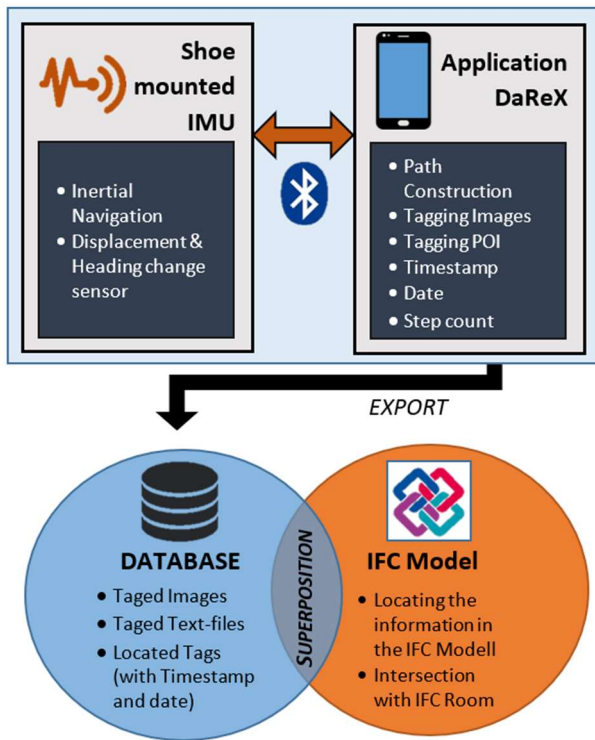 Shoe
mounted
IMU
• Inertial
Navigation
• Displacement &
Heading change
sensor
Application
DaReX
• Path
Construction
• Tagging Images
• Tagging POI
• Timestamp
• Date
• Step count
EXPORT
DATABASE
• Taged Images
• Taged Text-files
• Located Tags
(with Timestamp
and date)
SUPERPOSITION
IFC Model
• Locating the
information in
the IFC Modell
• Intersection
with IFC Room